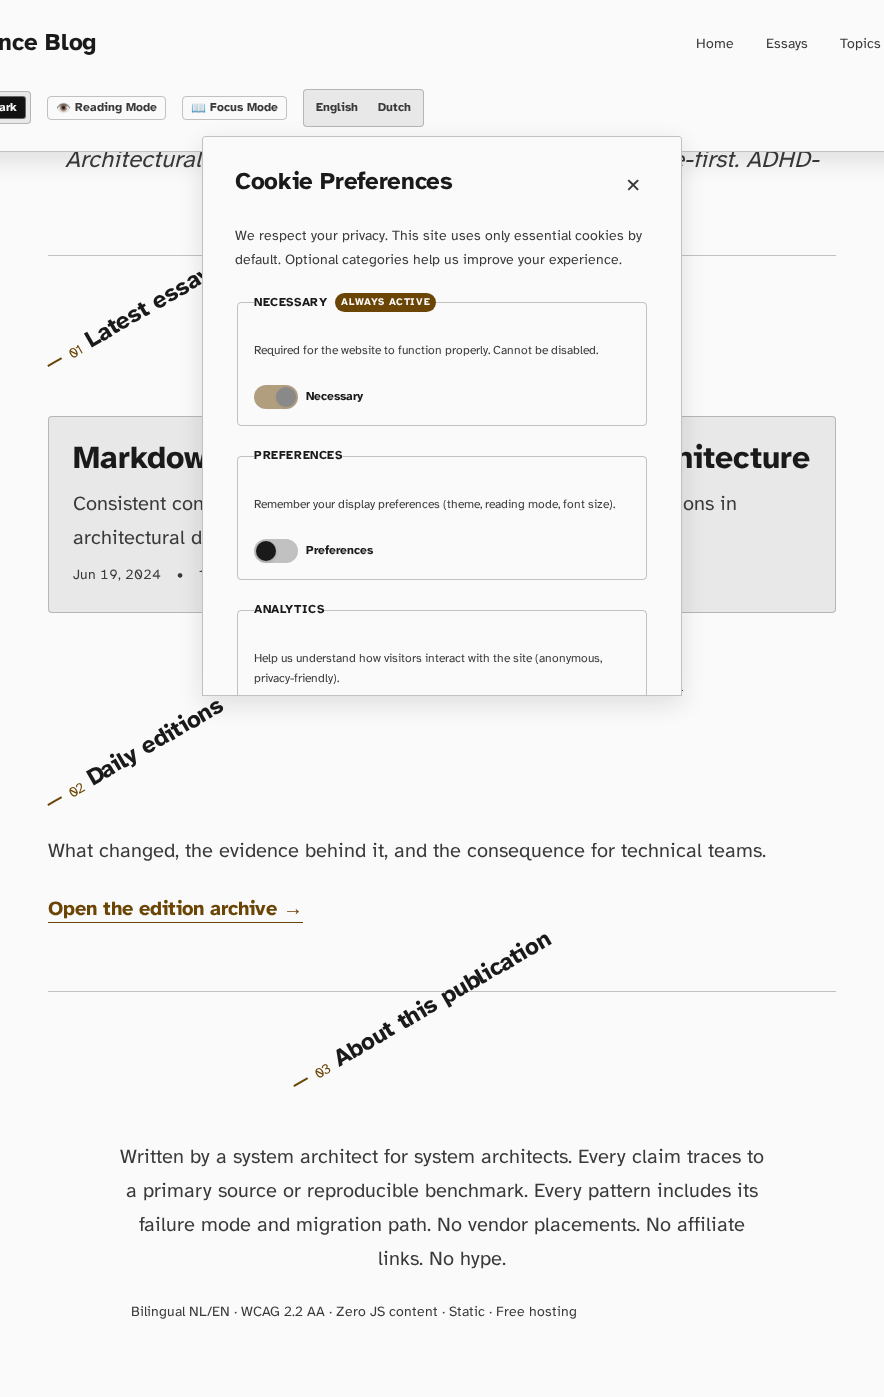 nce Blog
Home
Essays
Topics
ark
Reading Mode
Focus Mode
English
Dutch
Architectural
e-first. ADHD-
Cookie Preferences
×
We respect your privacy. This site uses only essential cookies by
default. Optional categories help us improve your experience.
NECESSARY ALWAYS ACTIVE
Required for the website to function properly. Cannot be disabled.
Necessary
PREFERENCES
Remember your display preferences (theme, reading mode, font size).
Preferences
ANALYTICS
Help us understand how visitors interact with the site (anonymous,
privacy-friendly).
— 01 Latest essay
Markdow
hitecture
Consistent con
ons in
architectural d
Jun 19, 2024 •
— 02 Daily editions
What changed, the evidence behind it, and the consequence for technical teams.
Open the edition archive →
— 03 About this publication
Written by a system architect for system architects. Every claim traces to
a primary source or reproducible benchmark. Every pattern includes its
failure mode and migration path. No vendor placements. No affiliate
links. No hype.
Bilingual NL/EN · WCAG 2.2 AA · Zero JS content · Static · Free hosting